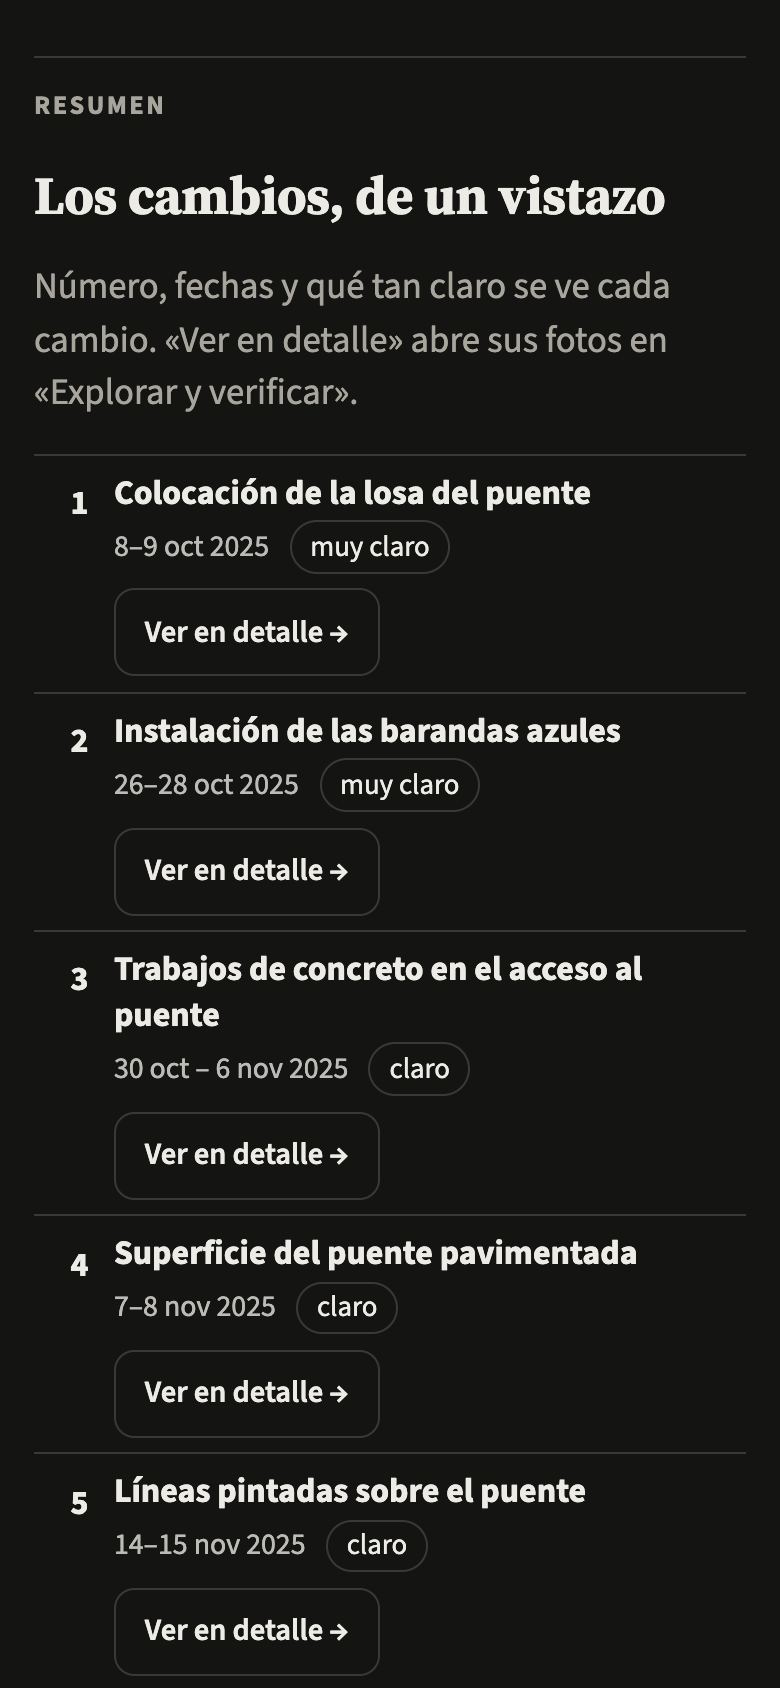 RESUMEN
Los cambios, de un vistazo
Número, fechas y qué tan claro se ve cada
cambio. «Ver en detalle» abre sus fotos en
«Explorar y verificar».
1 Colocación de la losa del puente
8–9 oct 2025 muy claro
Ver en detalle →
2 Instalación de las barandas azules
26–28 oct 2025 muy claro
Ver en detalle →
3 Trabajos de concreto en el acceso al
puente
30 oct – 6 nov 2025 claro
Ver en detalle →
4 Superficie del puente pavimentada
7–8 nov 2025 claro
Ver en detalle →
5 Líneas pintadas sobre el puente
14–15 nov 2025 claro
Ver en detalle →